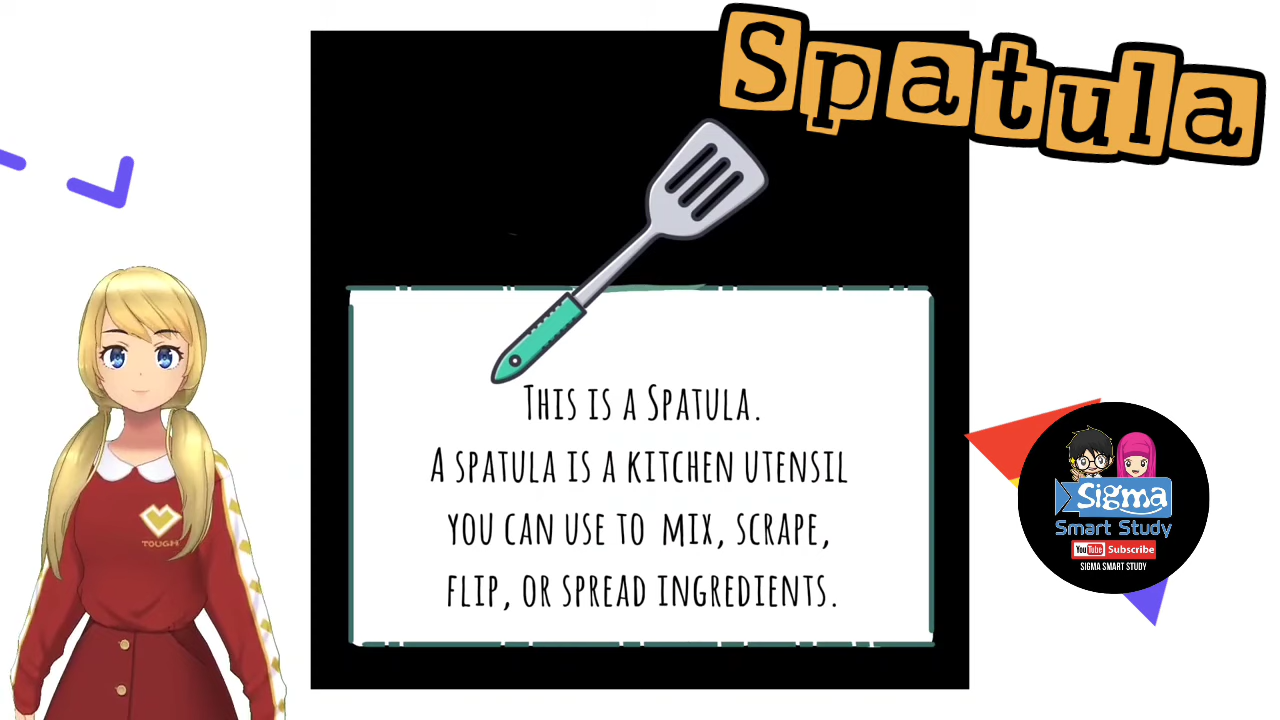 Spatula
This is a Spatula.
A spatula is a kitchen utensil
you can use to mix, scrape,
flip, or spread ingredients.
TOUGH
Sigma
Smart Study
YouTube Subscribe
SIGMA SMART STUDY